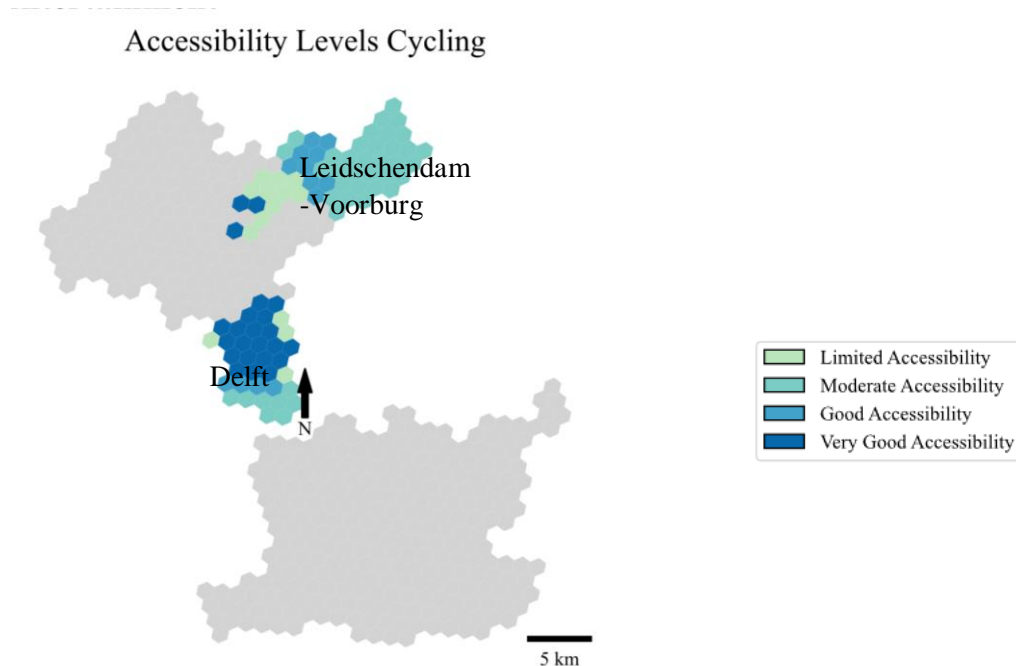 Accessibility Levels Cycling
Leidschendam
-Voorburg
Delft
N
Limited Accessibility
Moderate Accessibility
Good Accessibility
Very Good Accessibility
5 km